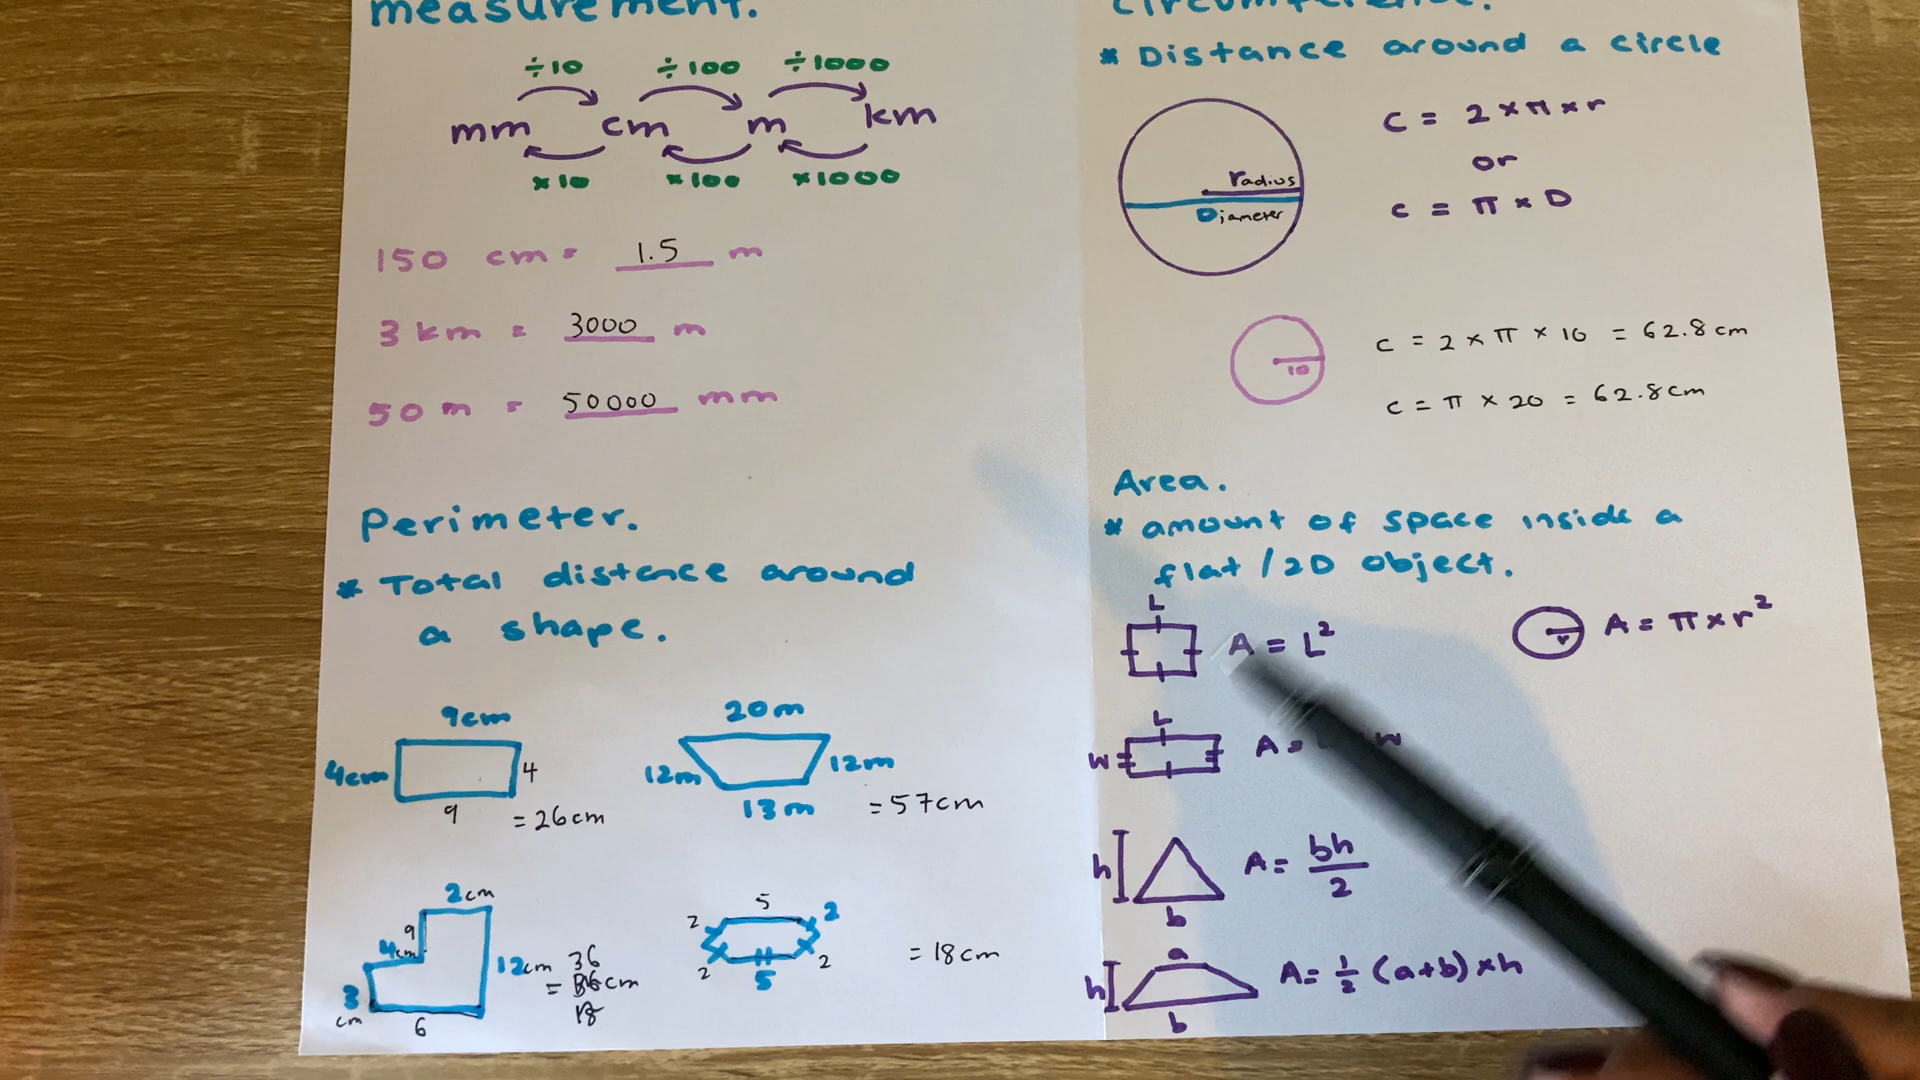 measurement.
÷10 ÷100 ÷1000
mm cm m km
×10 ×100 ×1000
150 cm = 1.5 m
3 km = 3000 m
50 m = 50000 mm
Perimeter.
* Total distance around
a shape.
9cm
4cm 4
9
= 26cm
20m
12m 12m
13m
= 57cm
2cm
9
4cm
12cm
3
cm
6
36
= cm
18
5
2 2
2 2
5
= 18cm
circumference.
* Distance around a circle
radius
Diameter
C = 2 × π × r
or
C = π × D
10
C = 2 × π × 10 = 62.8cm
C = π × 20 = 62.8cm
Area.
* amount of space inside a
flat / 2D object.
L
A = L²
r
A = π × r²
L
W
A = W
h
b
A = bh
2
a
h
b
A = 1/2 (a+b) × h